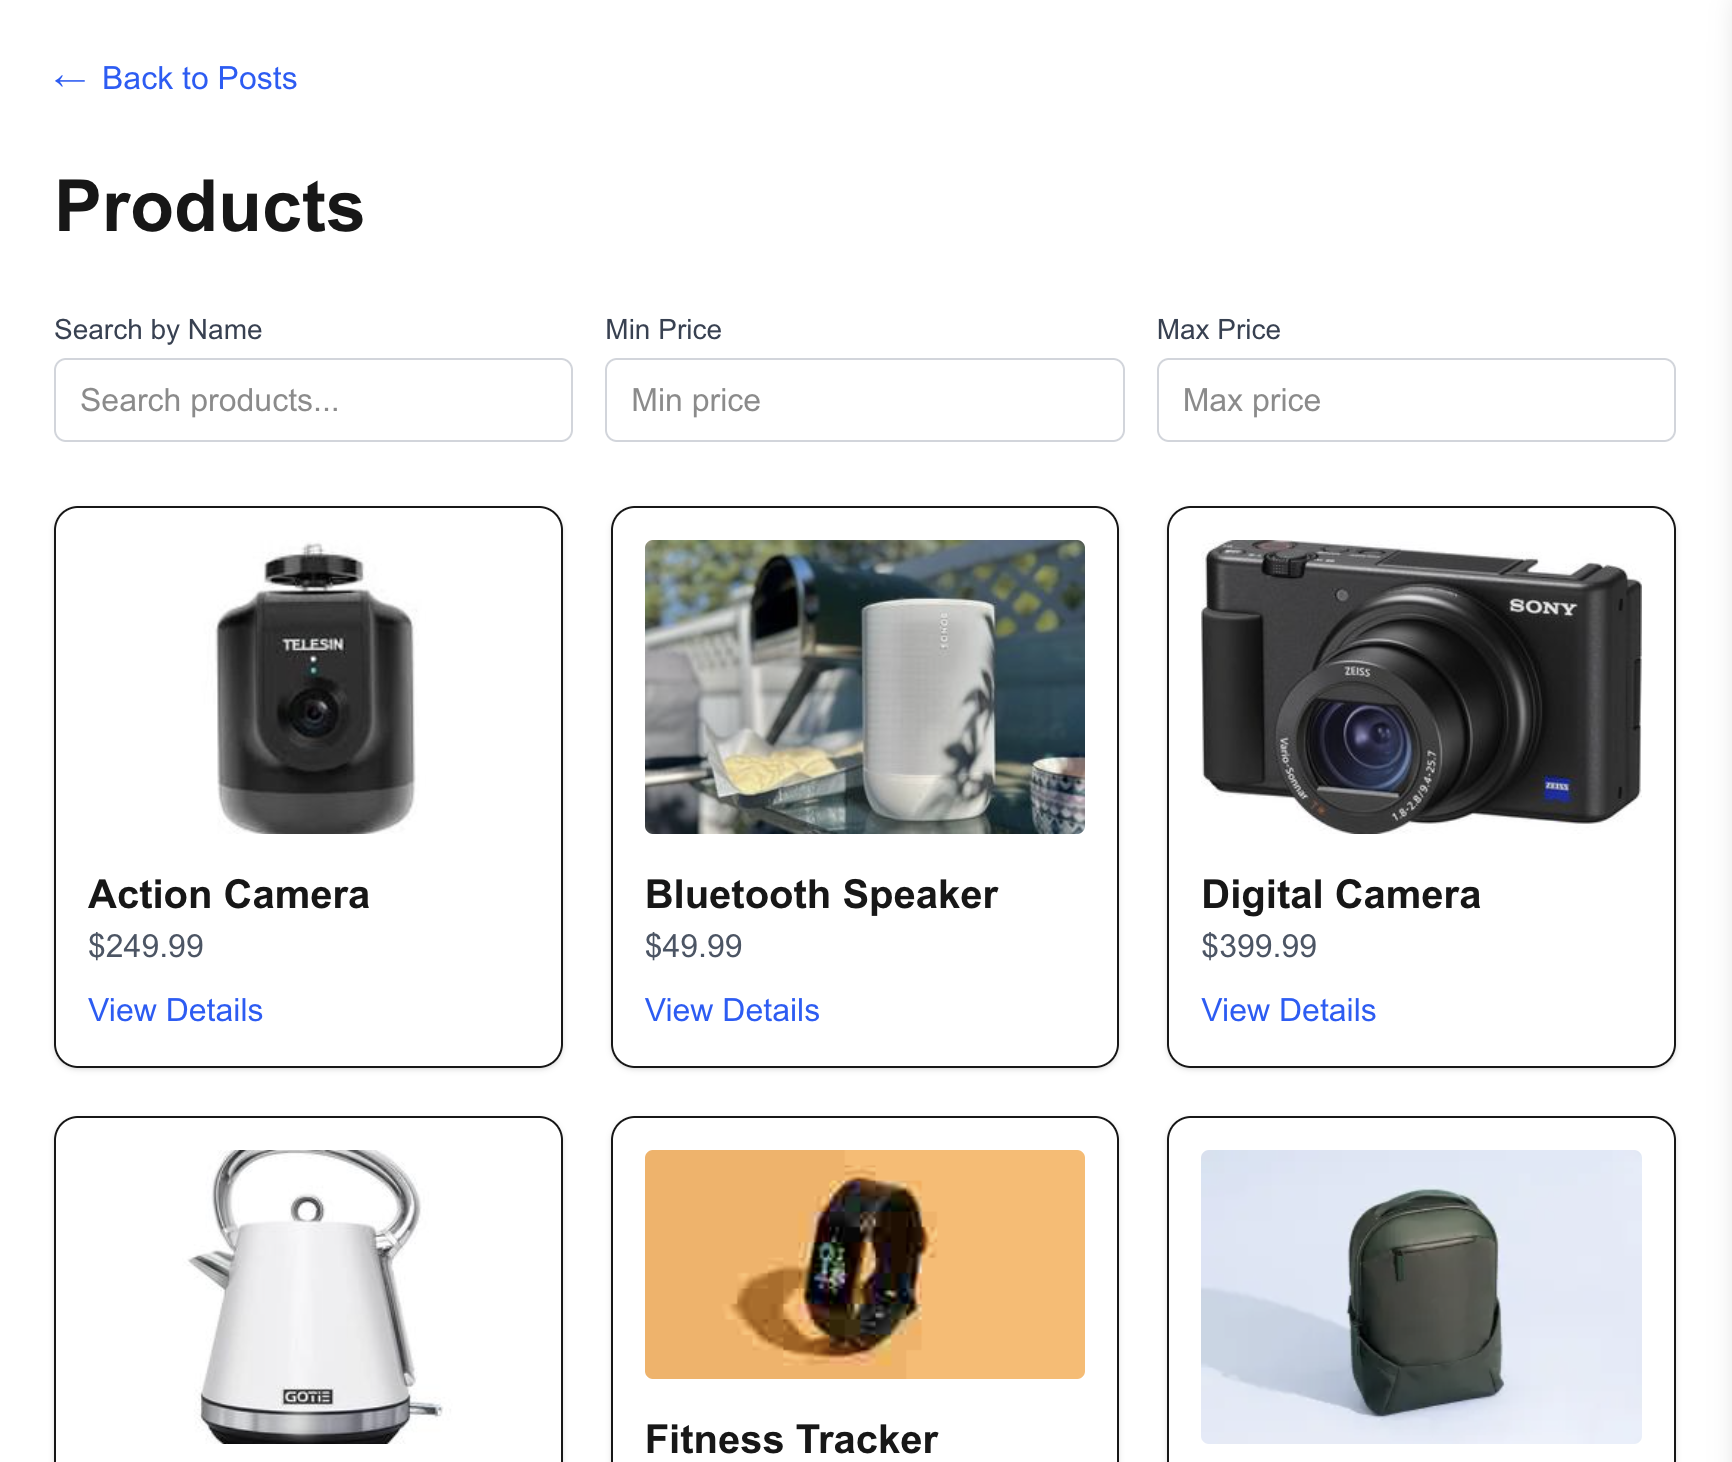 ← Back to Posts
Products
Search by Name
Min Price
Max Price
Search products...
Min price
Max price
TELESIN
SONOS
SONY
ZEISS
Vario-Sonnar T*
1.8-2.8/9.4-25.7
ZEISS
Action Camera
$249.99
View Details
Bluetooth Speaker
$49.99
View Details
Digital Camera
$399.99
View Details
GOTIE
Fitness Tracker